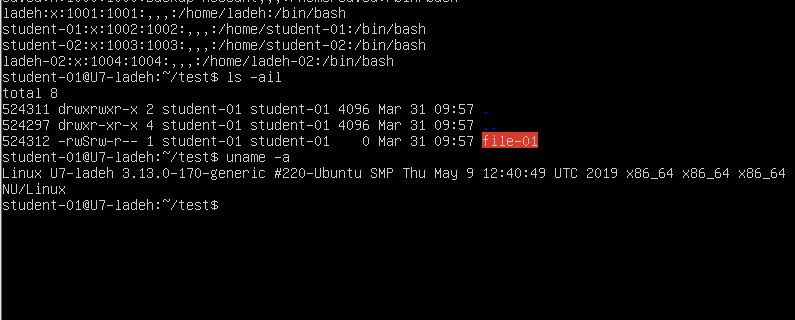 ladeh:x:1001:1001:,,,:/home/ladeh:/bin/bash
student-01:x:1002:1002:,,,:/home/student-01:/bin/bash
student-02:x:1003:1003:,,,:/home/student-02:/bin/bash
ladeh-02:x:1004:1004:,,,:/home/ladeh-02:/bin/bash
student-01@U7-ladeh:~/test$ ls -ail
total 8
524311 drwxrwxr-x 2 student-01 student-01 4096 Mar 31 09:57 .
524297 drwxr-xr-x 4 student-01 student-01 4096 Mar 31 09:57 ..
524312 -rwSrw-r-- 1 student-01 student-01    0 Mar 31 09:57 file-01
student-01@U7-ladeh:~/test$ uname -a
Linux U7-ladeh 3.13.0-170-generic #220-Ubuntu SMP Thu May 9 12:40:49 UTC 2019 x86_64 x86_64 x86_64
NU/Linux
student-01@U7-ladeh:~/test$